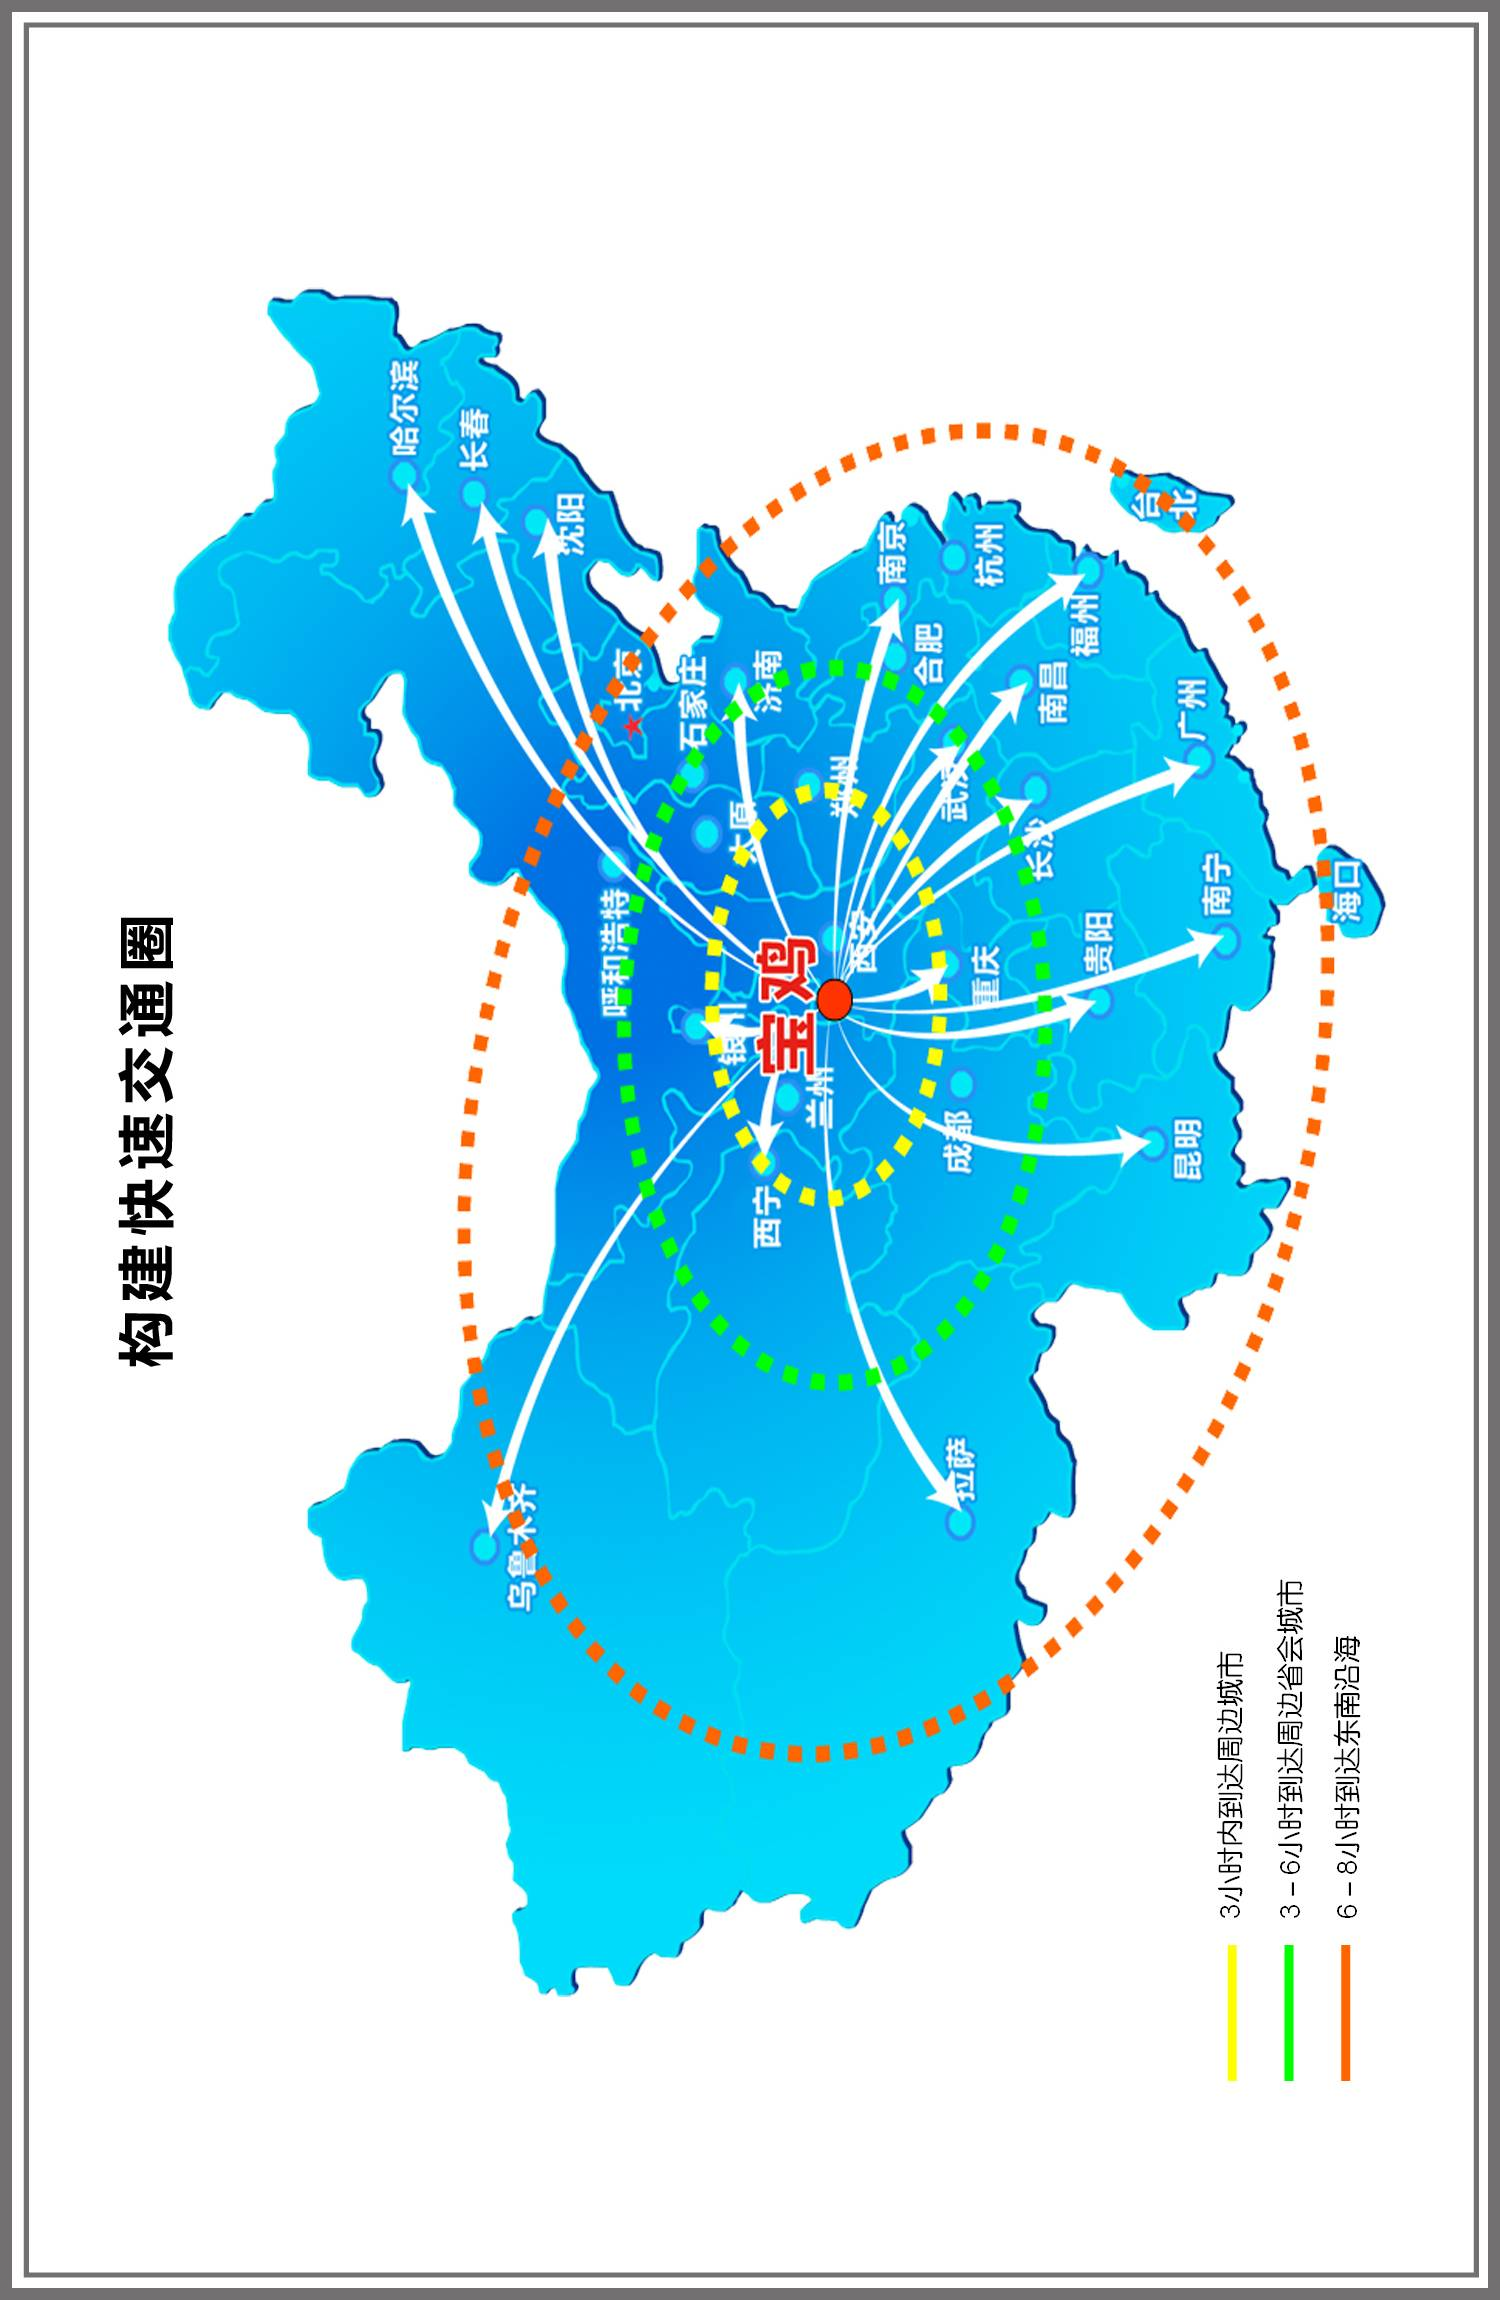 构建快速交通圈
哈尔滨
长春
沈阳
北京
呼和浩特
石家庄
济南
太原
乌鲁木齐
银川
西宁
兰州
宝鸡
西安
郑州
南京
合肥
杭州
武汉
南昌
福州
台北
长沙
重庆
成都
拉萨
贵阳
昆明
广州
南宁
海口
3小时内到达周边城市
3-6小时到达周边省会城市
6-8小时到达东南沿海